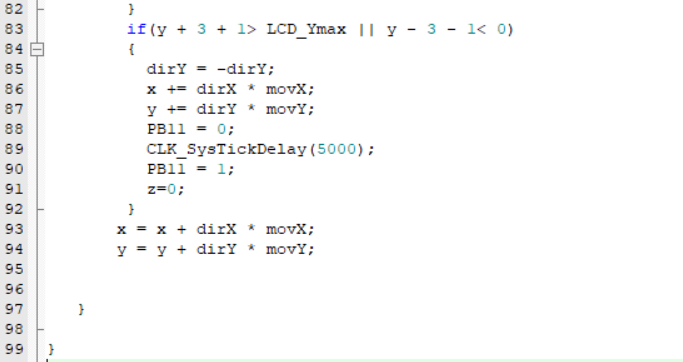 82 }
83 if(y + 3 + 1> LCD_Ymax || y - 3 - 1< 0)
84 {
85 dirY = -dirY;
86 x += dirX * movX;
87 y += dirY * movY;
88 PB11 = 0;
89 CLK_SysTickDelay(5000);
90 PB11 = 1;
91 z=0;
92 }
93 x = x + dirX * movX;
94 y = y + dirY * movY;
95
96
97 }
98
99 }